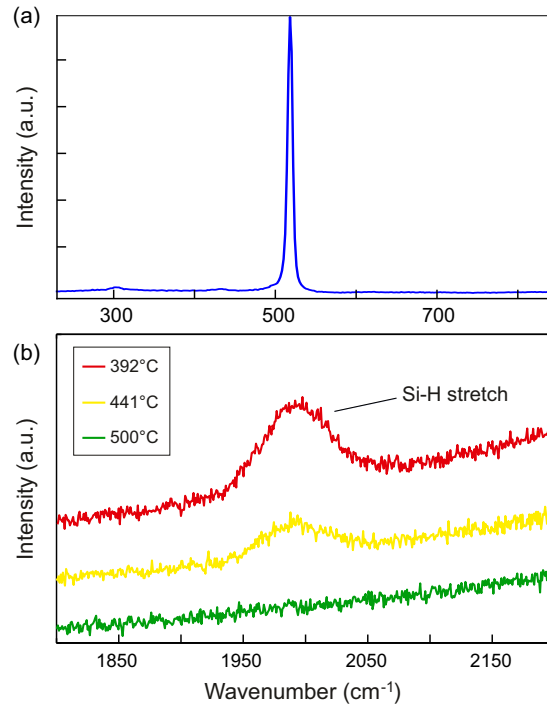 (a)
Intensity (a.u.)
300
500
700
(b)
392°C
441°C
500°C
Si-H stretch
Intensity (a.u.)
1850
1950
2050
2150
Wavenumber (cm⁻¹)